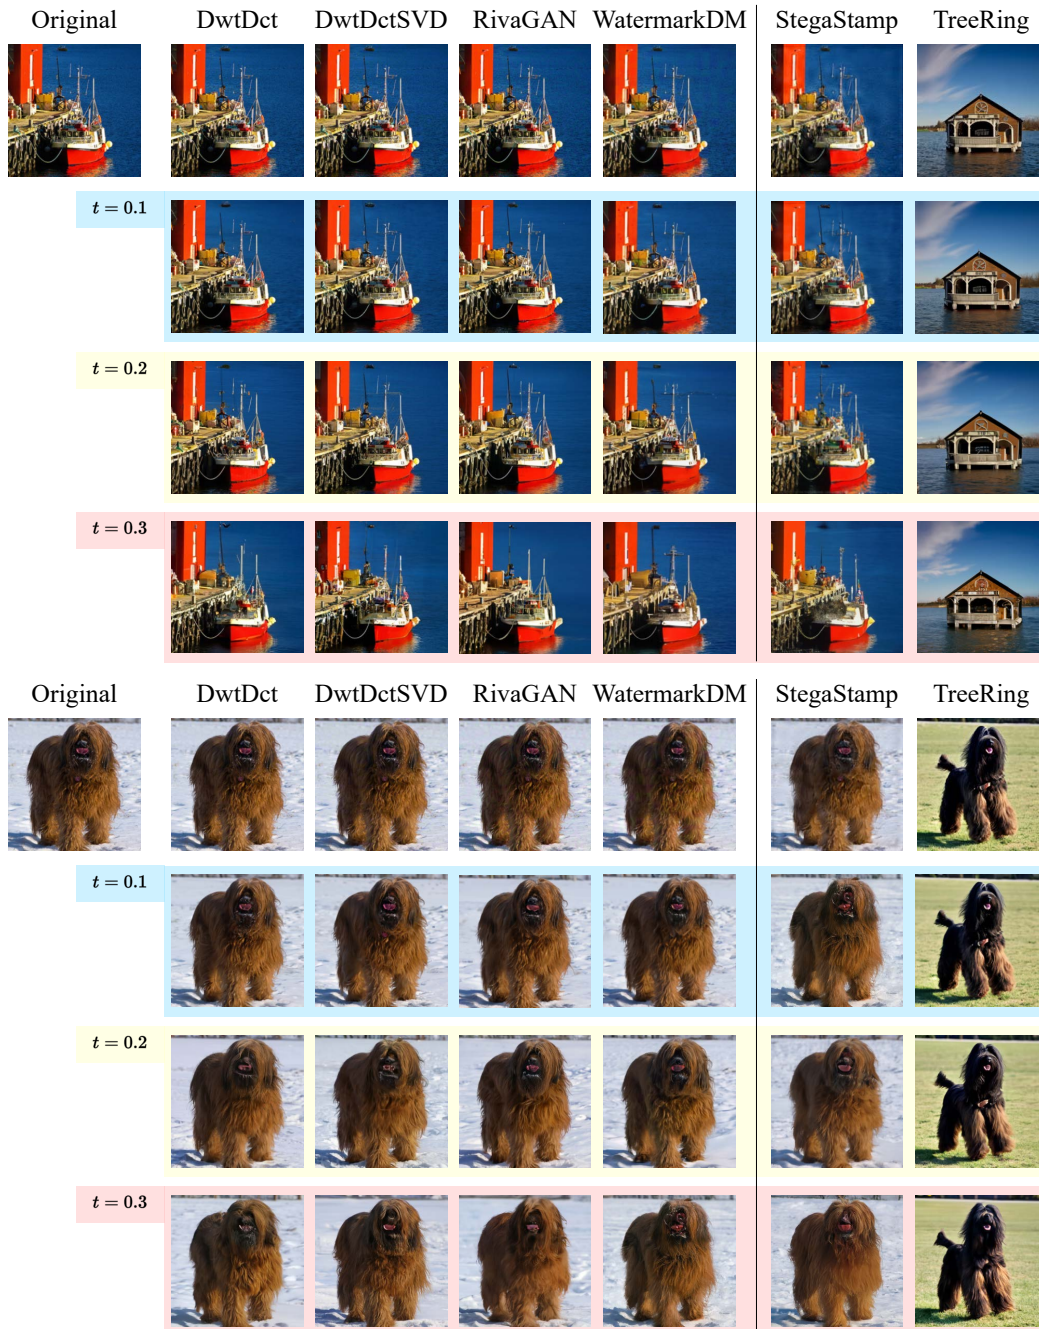 Original DwtDct DwtDctSVD RivaGAN WatermarkDM StegaStamp TreeRing
t = 0.1
t = 0.2
t = 0.3
Original DwtDct DwtDctSVD RivaGAN WatermarkDM StegaStamp TreeRing
t = 0.1
t = 0.2
t = 0.3